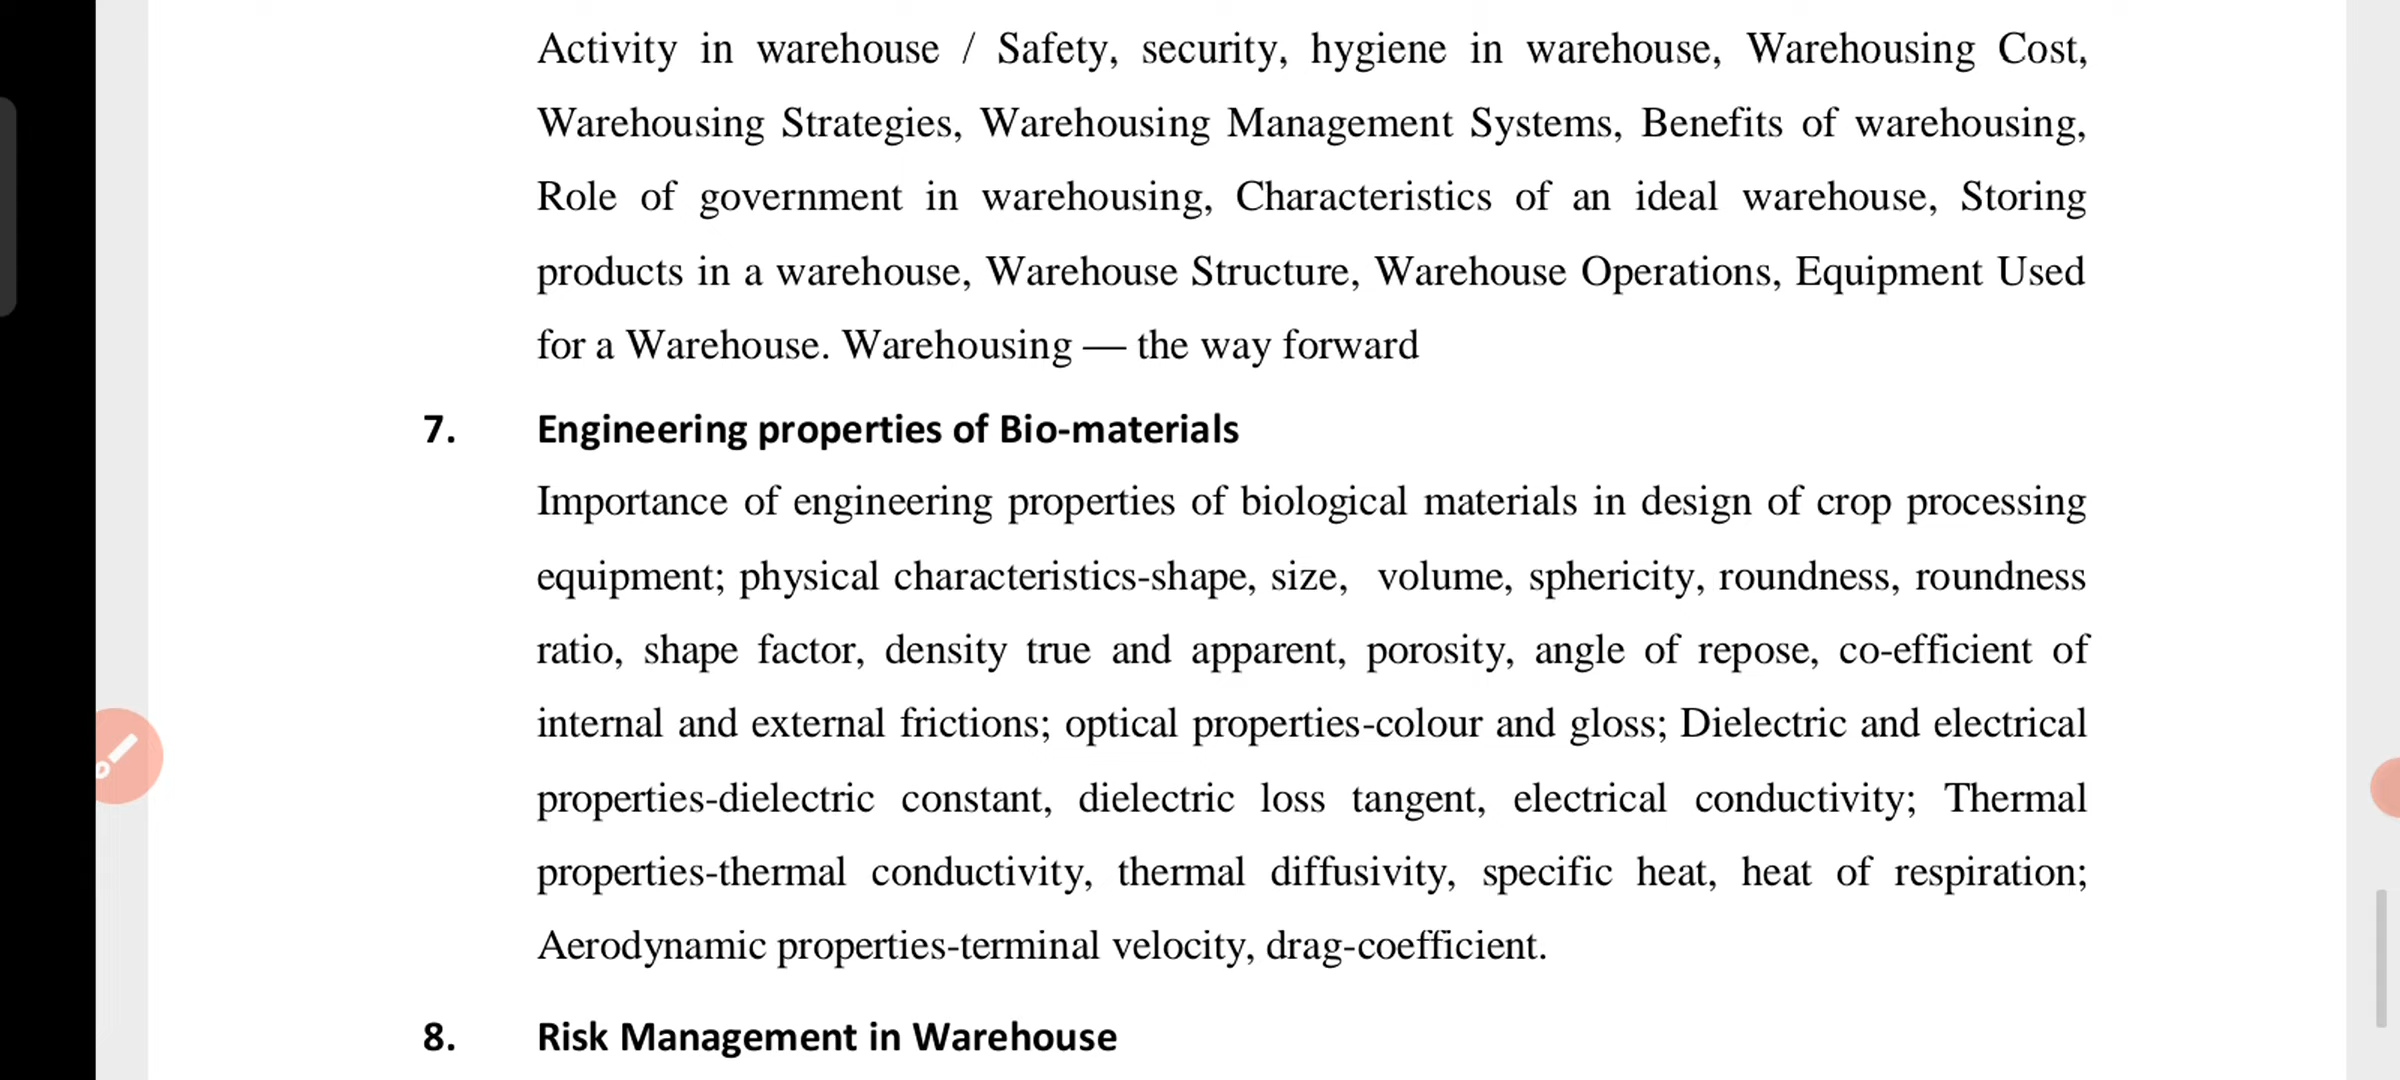 Activity in warehouse / Safety, security, hygiene in warehouse, Warehousing Cost,
Warehousing Strategies, Warehousing Management Systems, Benefits of warehousing,
Role of government in warehousing, Characteristics of an ideal warehouse, Storing
products in a warehouse, Warehouse Structure, Warehouse Operations, Equipment Used
for a Warehouse. Warehousing — the way forward
7. Engineering properties of Bio-materials
Importance of engineering properties of biological materials in design of crop processing
equipment; physical characteristics-shape, size, volume, sphericity, roundness, roundness
ratio, shape factor, density true and apparent, porosity, angle of repose, co-efficient of
internal and external frictions; optical properties-colour and gloss; Dielectric and electrical
properties-dielectric constant, dielectric loss tangent, electrical conductivity; Thermal
properties-thermal conductivity, thermal diffusivity, specific heat, heat of respiration;
Aerodynamic properties-terminal velocity, drag-coefficient.
8. Risk Management in Warehouse